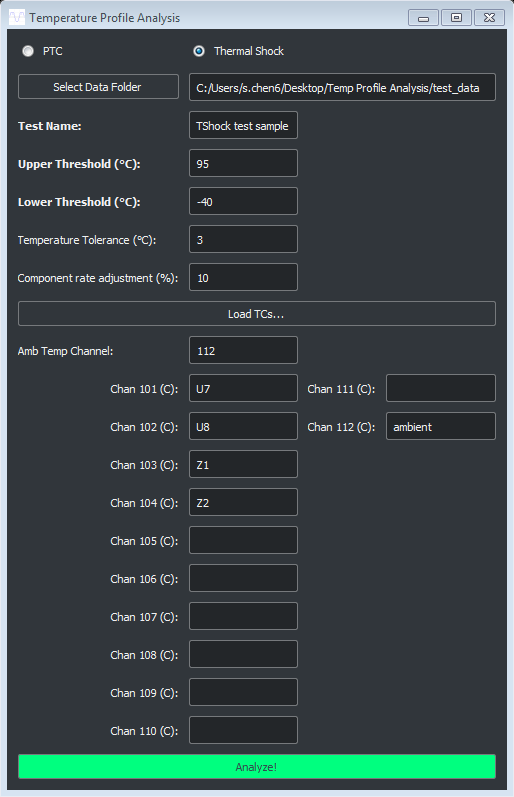 Temperature Profile Analysis
PTC Thermal Shock
Select Data Folder C:/Users/s.chen6/Desktop/Temp Profile Analysis/test_data
Test Name: TShock test sample
Upper Threshold (°C): 95
Lower Threshold (°C): -40
Temperature Tolerance (°C): 3
Component rate adjustment (%): 10
Load TCs...
Amb Temp Channel: 112
Chan 101 (C): U7 Chan 111 (C):
Chan 102 (C): U8 Chan 112 (C): ambient
Chan 103 (C): Z1
Chan 104 (C): Z2
Chan 105 (C):
Chan 106 (C):
Chan 107 (C):
Chan 108 (C):
Chan 109 (C):
Chan 110 (C):
Analyze!